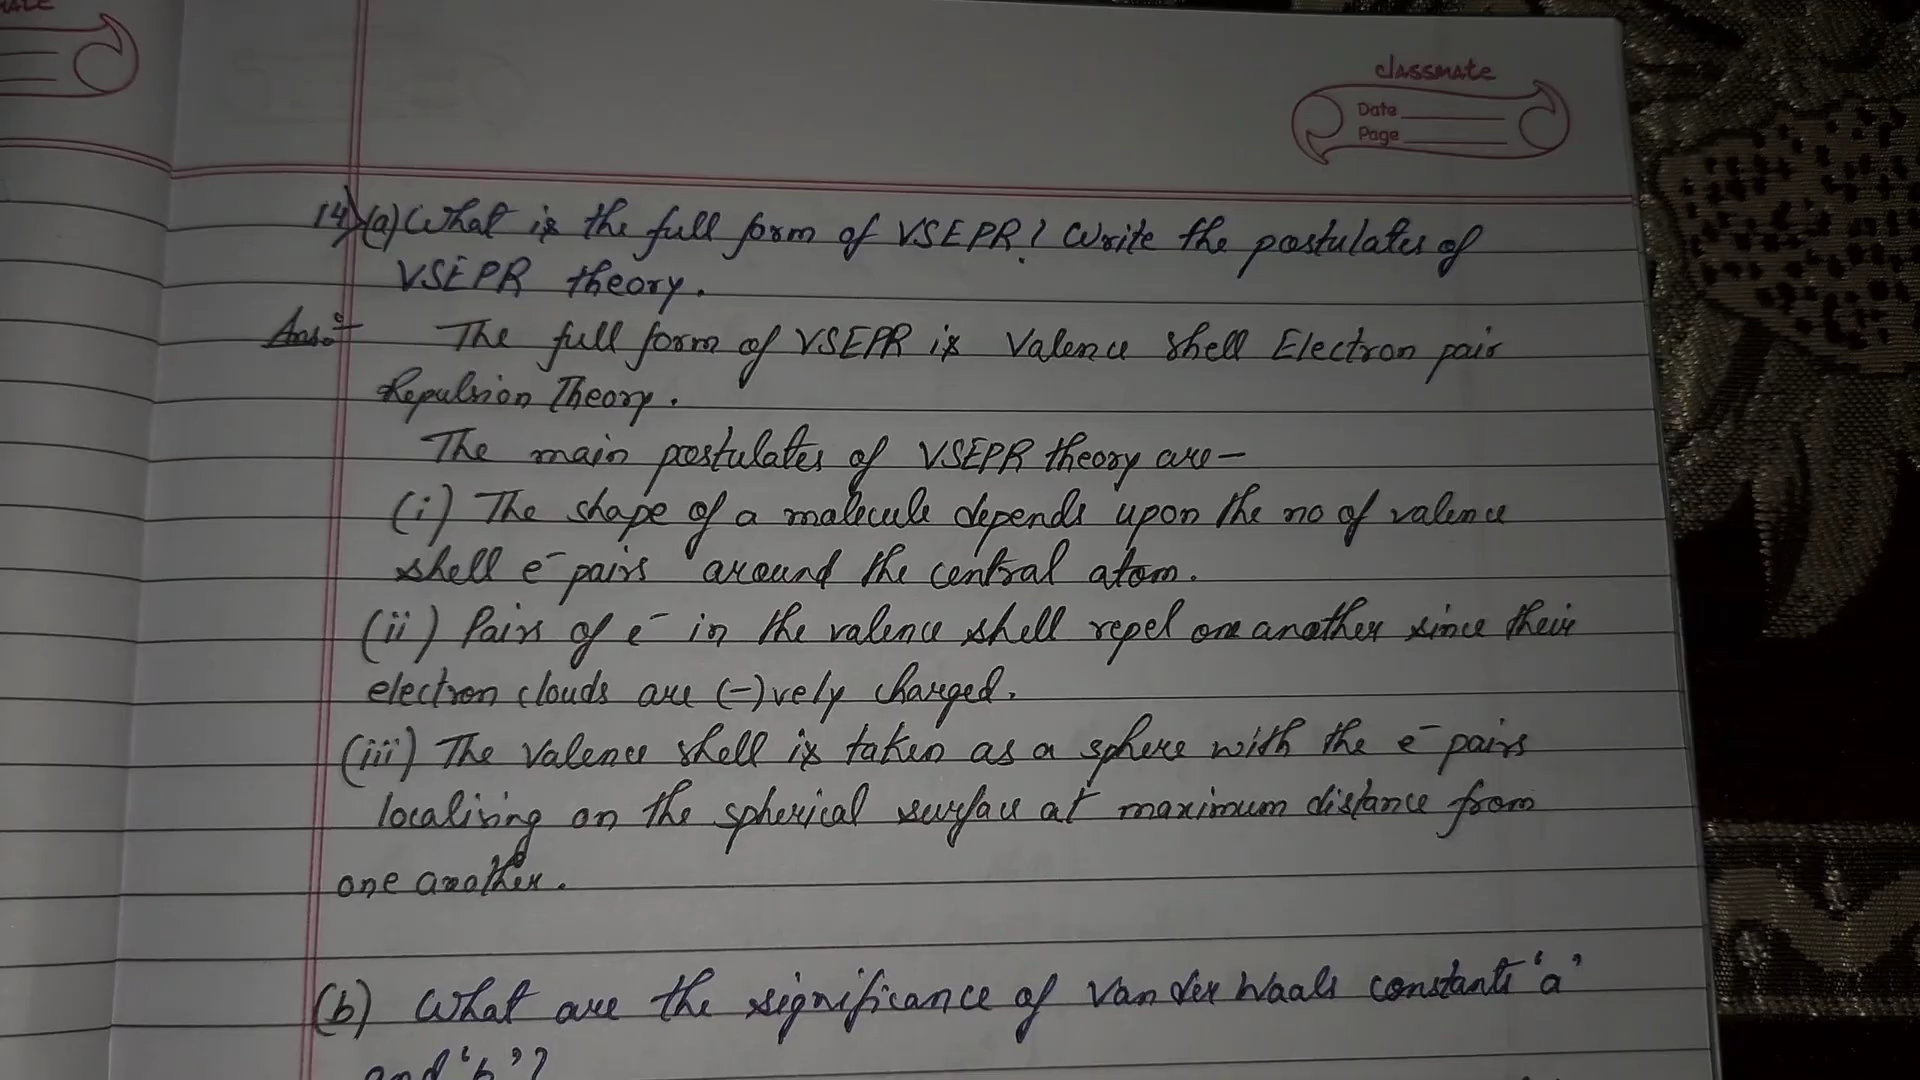 classmate
Date
Page
14)(a) What is the full form of VSEPR? Write the postulates of
VSEPR theory.
Ans:- The full form of VSEPR is Valence shell Electron pair
Repulsion Theory.
The main postulates of VSEPR theory are-
(i) The shape of a molecule depends upon the no of valence
shell e⁻ pairs around the central atom.
(ii) Pairs of e⁻ in the valence shell repel one another since their
electron clouds are (-)vely charged.
(iii) The Valence shell is taken as a sphere with the e⁻ pairs
localising on the spherical surface at maximum distance from
one another.
(b) What are the significance of Van der Waals constants 'a'
and 'b'?